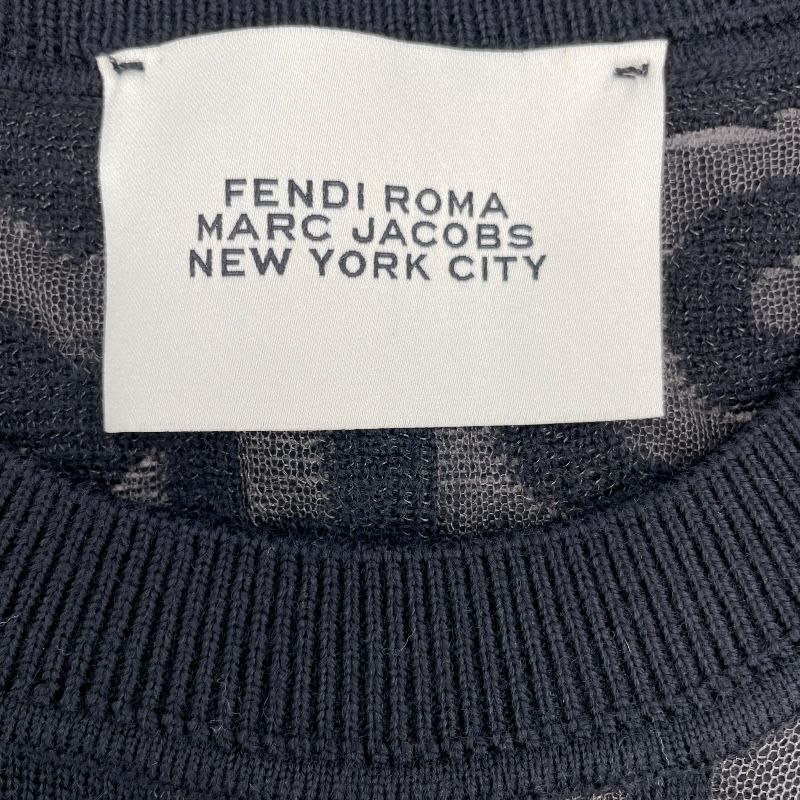 FENDI ROMA
MARC JACOBS
NEW YORK CITY